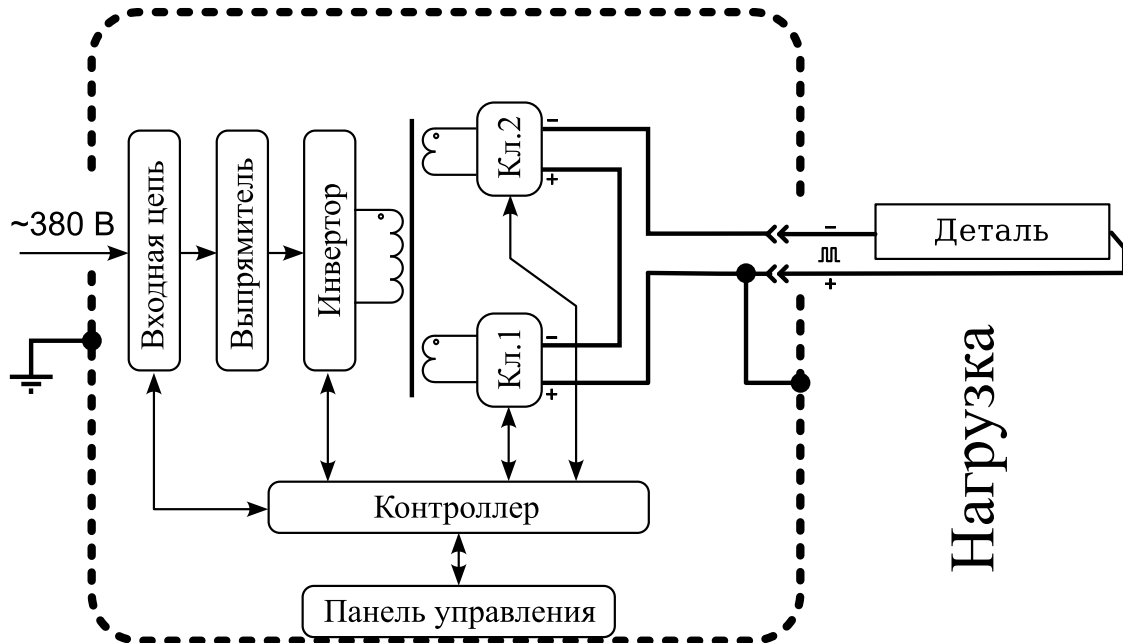 ~380 В
Входная цепь
Выпрямитель
Инвертор
Кл.2
−
+
Кл.1
−
+
−
+
Деталь
Нагрузка
Контроллер
Панель управления